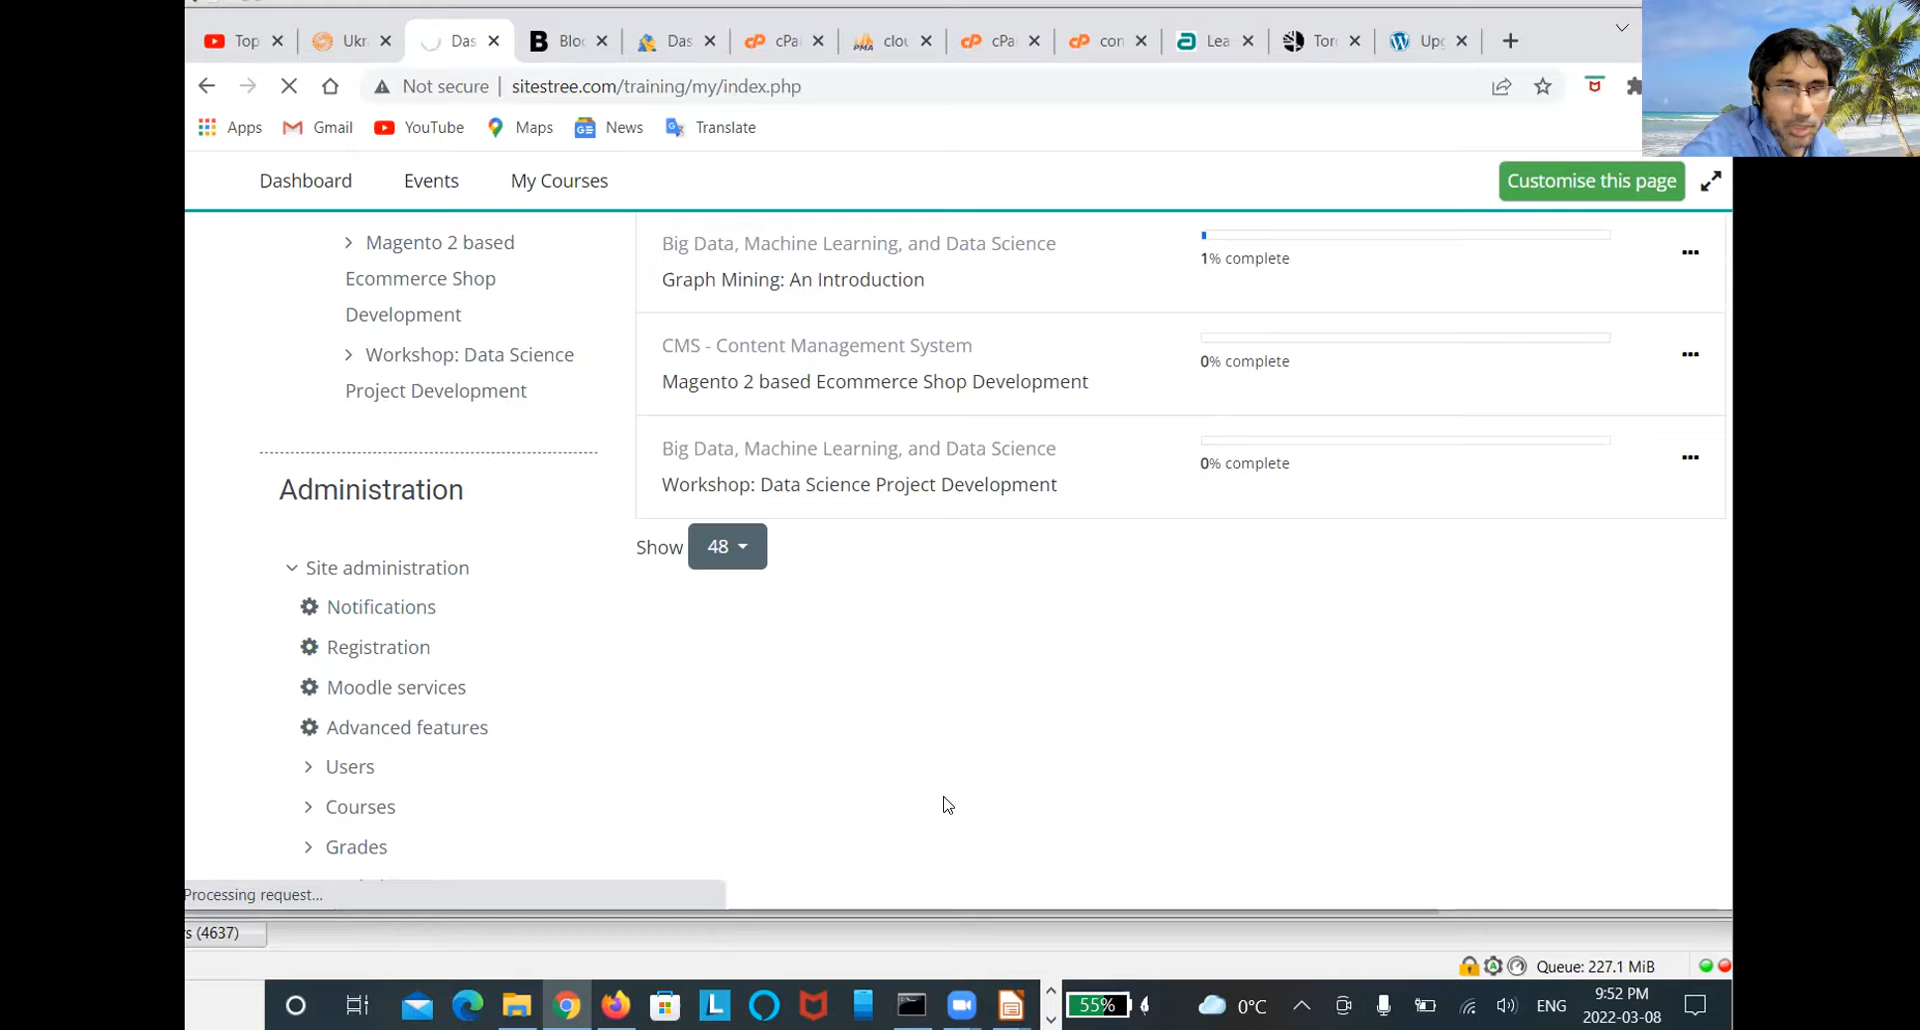 Top
Ukr
Das
Blo
Das
cPa
clou
cPa
con
Lea
Tor
Upg
Not secure
sitestree.com/training/my/index.php
Apps
Gmail
YouTube
Maps
News
Translate
Dashboard
Events
My Courses
Customise this page
Magento 2 based
Ecommerce Shop
Development
Workshop: Data Science
Project Development
Big Data, Machine Learning, and Data Science
Graph Mining: An Introduction
1% complete
CMS - Content Management System
Magento 2 based Ecommerce Shop Development
0% complete
Big Data, Machine Learning, and Data Science
Workshop: Data Science Project Development
0% complete
Show 48
Administration
Site administration
Notifications
Registration
Moodle services
Advanced features
Users
Courses
Grades
Processing request...
s (4637)
Queue: 227.1 MiB
55%
0°C
ENG
9:52 PM
2022-03-08